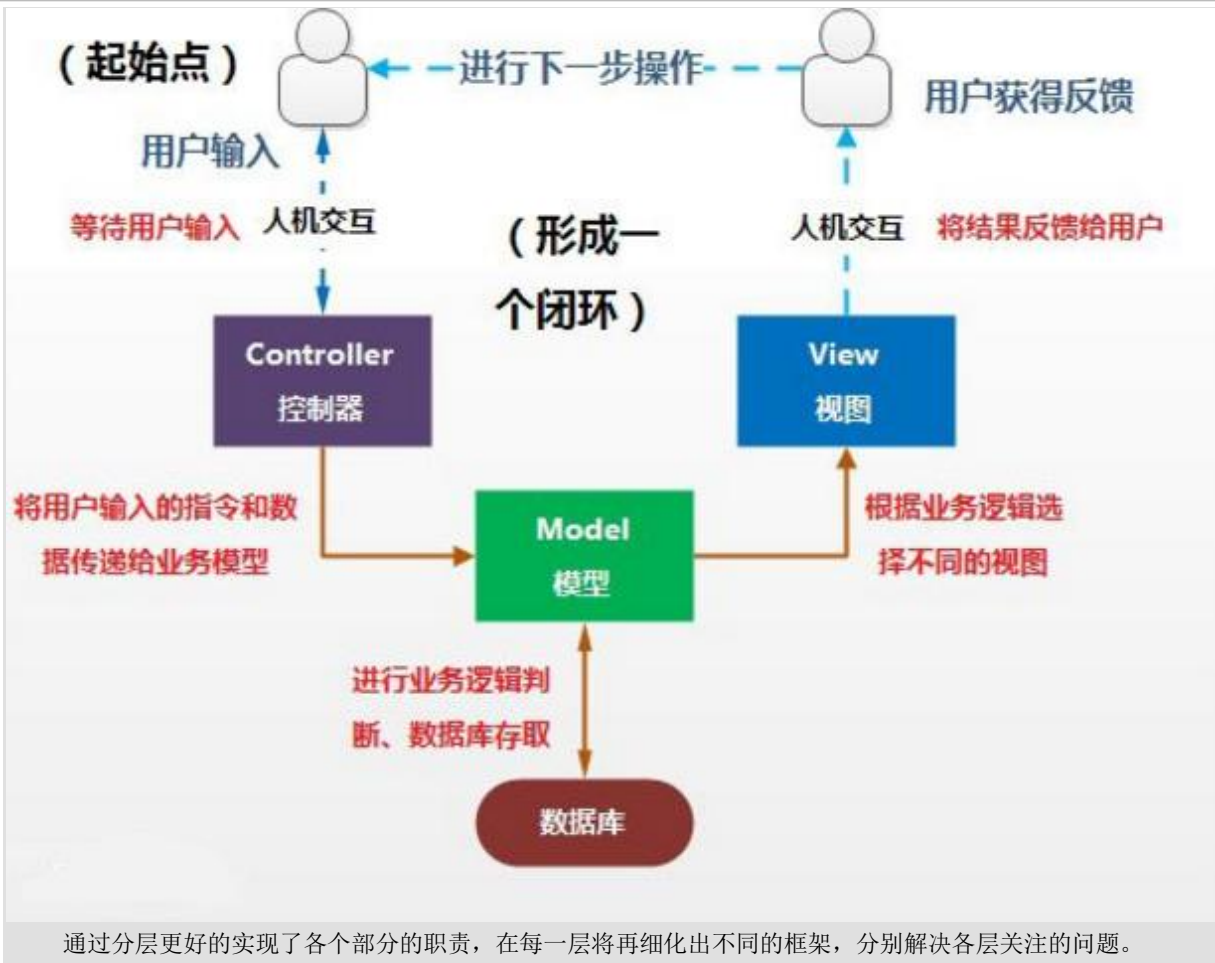 （起始点）
进行下一步操作
用户获得反馈
用户输入
等待用户输入
人机交互
（形成一
个闭环）
人机交互
将结果反馈给用户
Controller
控制器
View
视图
将用户输入的指令和数
据传递给业务模型
Model
模型
根据业务逻辑选
择不同的视图
进行业务逻辑判
断、数据库存取
数据库
通过分层更好的实现了各个部分的职责，在每一层将再细化出不同的框架，分别解决各层关注的问题。